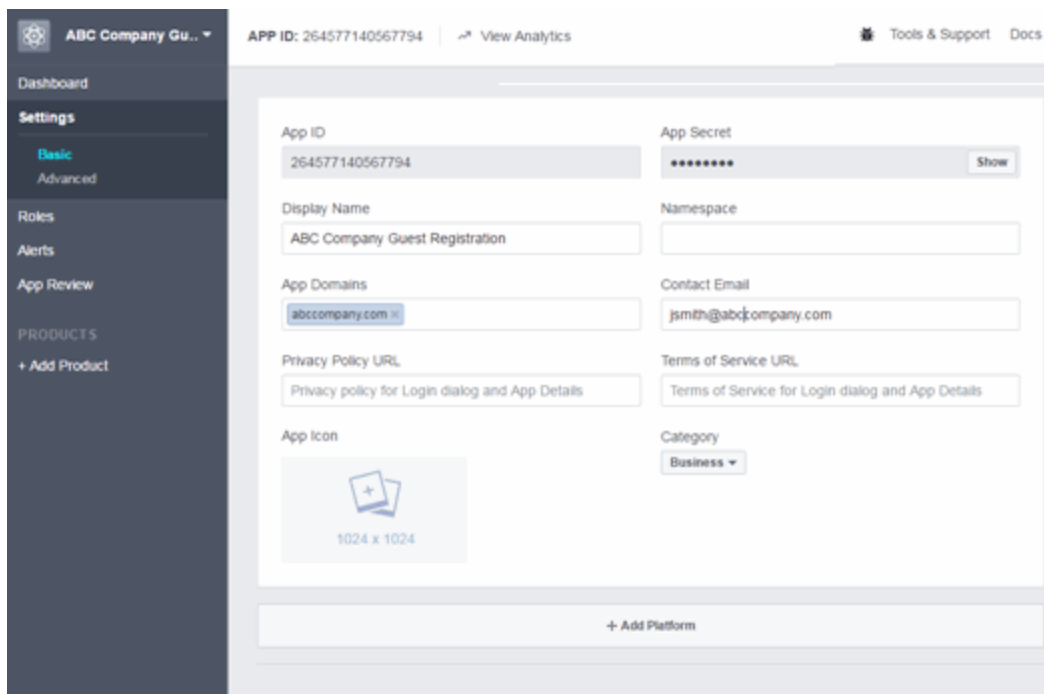 ABC Company Gu..
APP ID: 264577140567794
View Analytics
Tools & Support
Docs
Dashboard
Settings
Basic
Advanced
Roles
Alerts
App Review
PRODUCTS
+ Add Product
App ID
App Secret
264577140567794
••••••••
Show
Display Name
Namespace
ABC Company Guest Registration
App Domains
Contact Email
abccompany.com ×
jsmith@abccompany.com
Privacy Policy URL
Terms of Service URL
Privacy policy for Login dialog and App Details
Terms of Service for Login dialog and App Details
App Icon
Category
Business
1024 x 1024
+ Add Platform